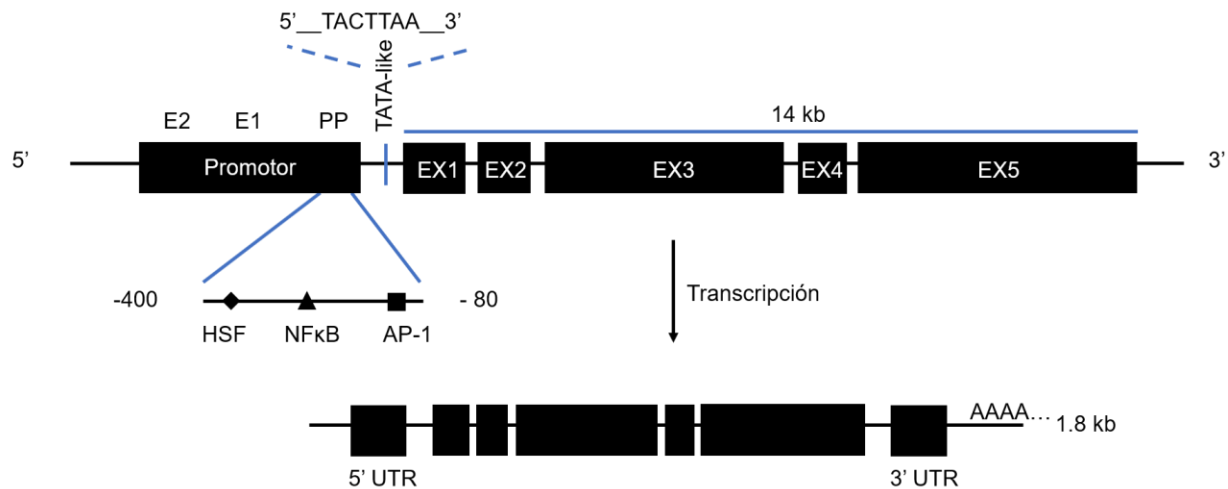 5’__TACTTAA__3’
TATA-like
E2 E1 PP
14 kb
5’ Promotor EX1 EX2 EX3 EX4 EX5 3’
-400 - 80
HSF NFκB AP-1
Transcripción
AAAA... 1.8 kb
5’ UTR 3’ UTR